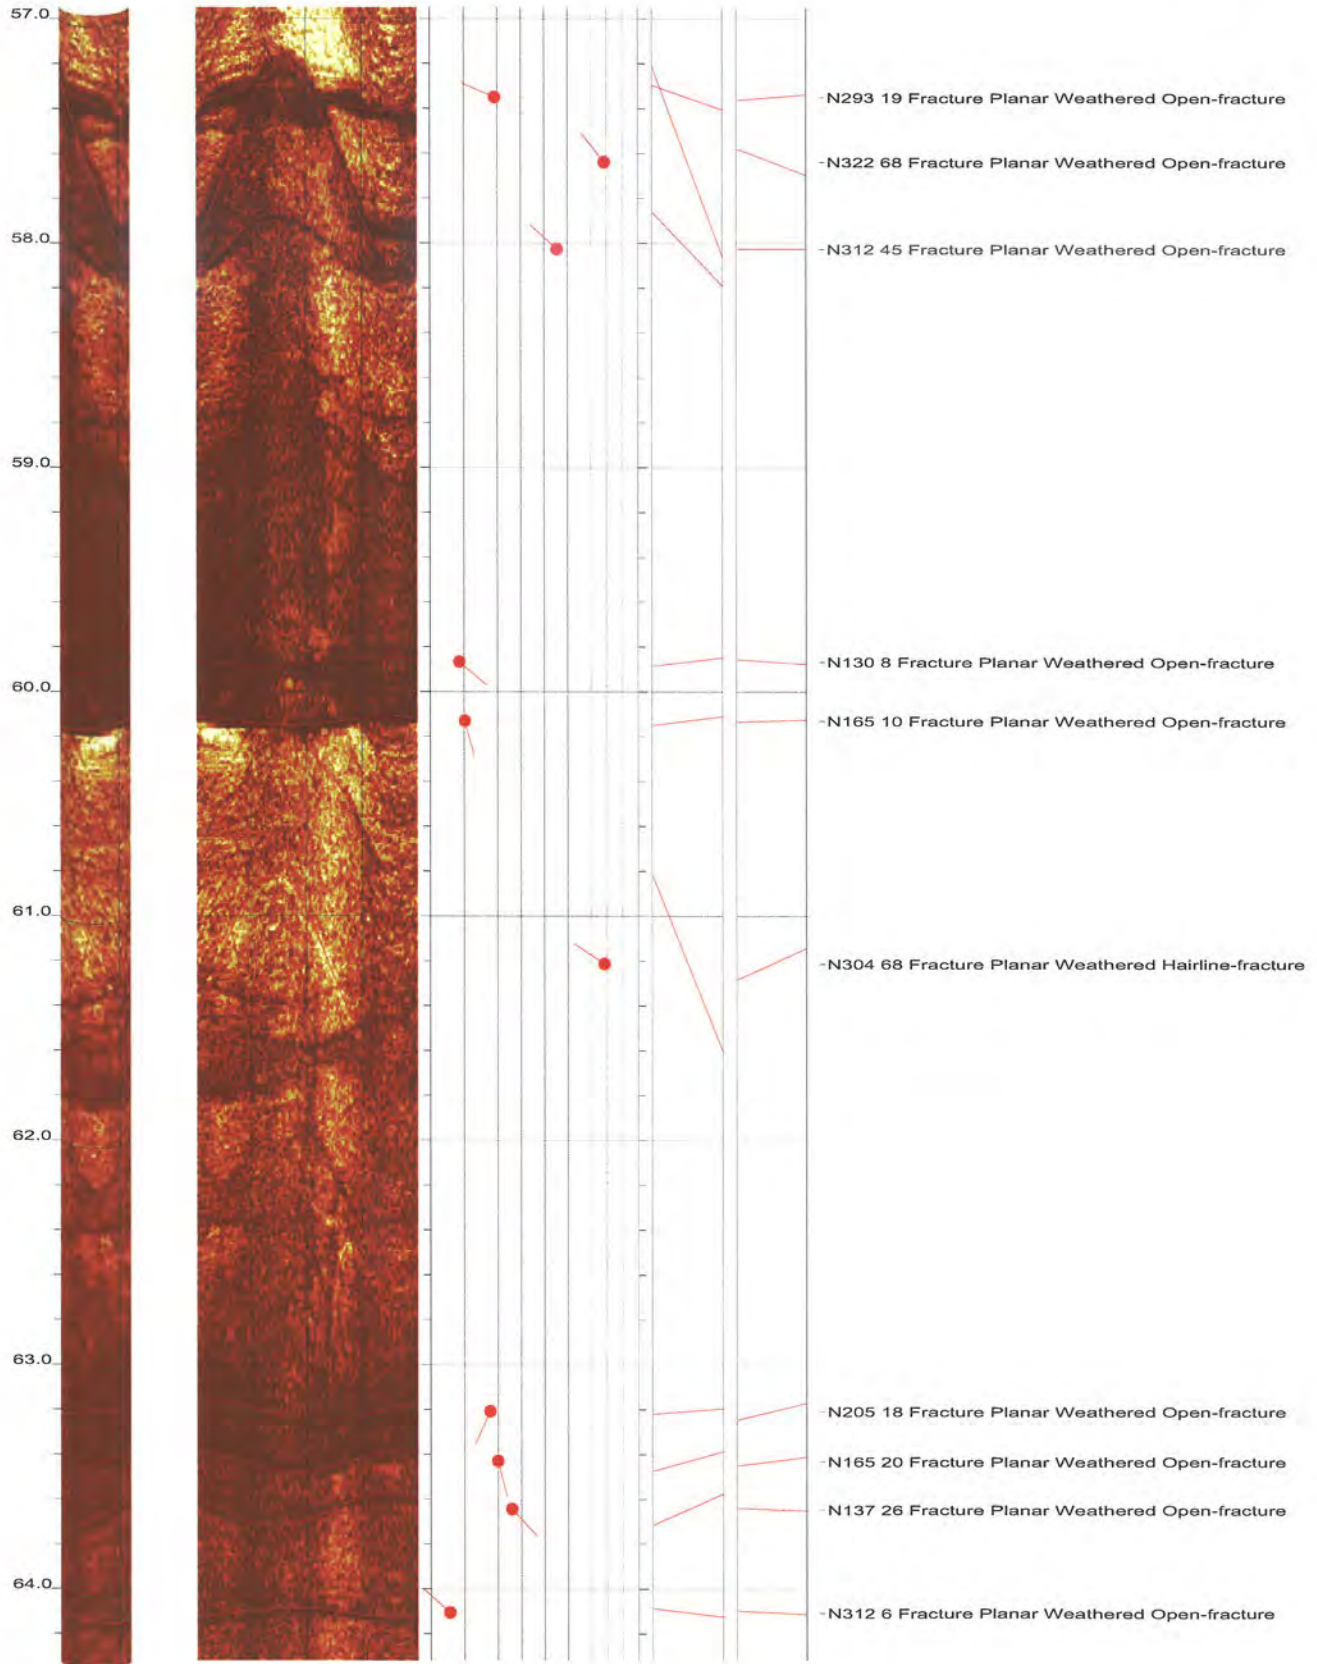 57.0
-N293 19 Fracture Planar Weathered Open-fracture
-N322 68 Fracture Planar Weathered Open-fracture
58.0
-N312 45 Fracture Planar Weathered Open-fracture
59.0
-N130 8 Fracture Planar Weathered Open-fracture
60.0
-N165 10 Fracture Planar Weathered Open-fracture
61.0
-N304 68 Fracture Planar Weathered Hairline-fracture
62.0
63.0
-N205 18 Fracture Planar Weathered Open-fracture
-N165 20 Fracture Planar Weathered Open-fracture
-N137 26 Fracture Planar Weathered Open-fracture
64.0
-N312 6 Fracture Planar Weathered Open-fracture